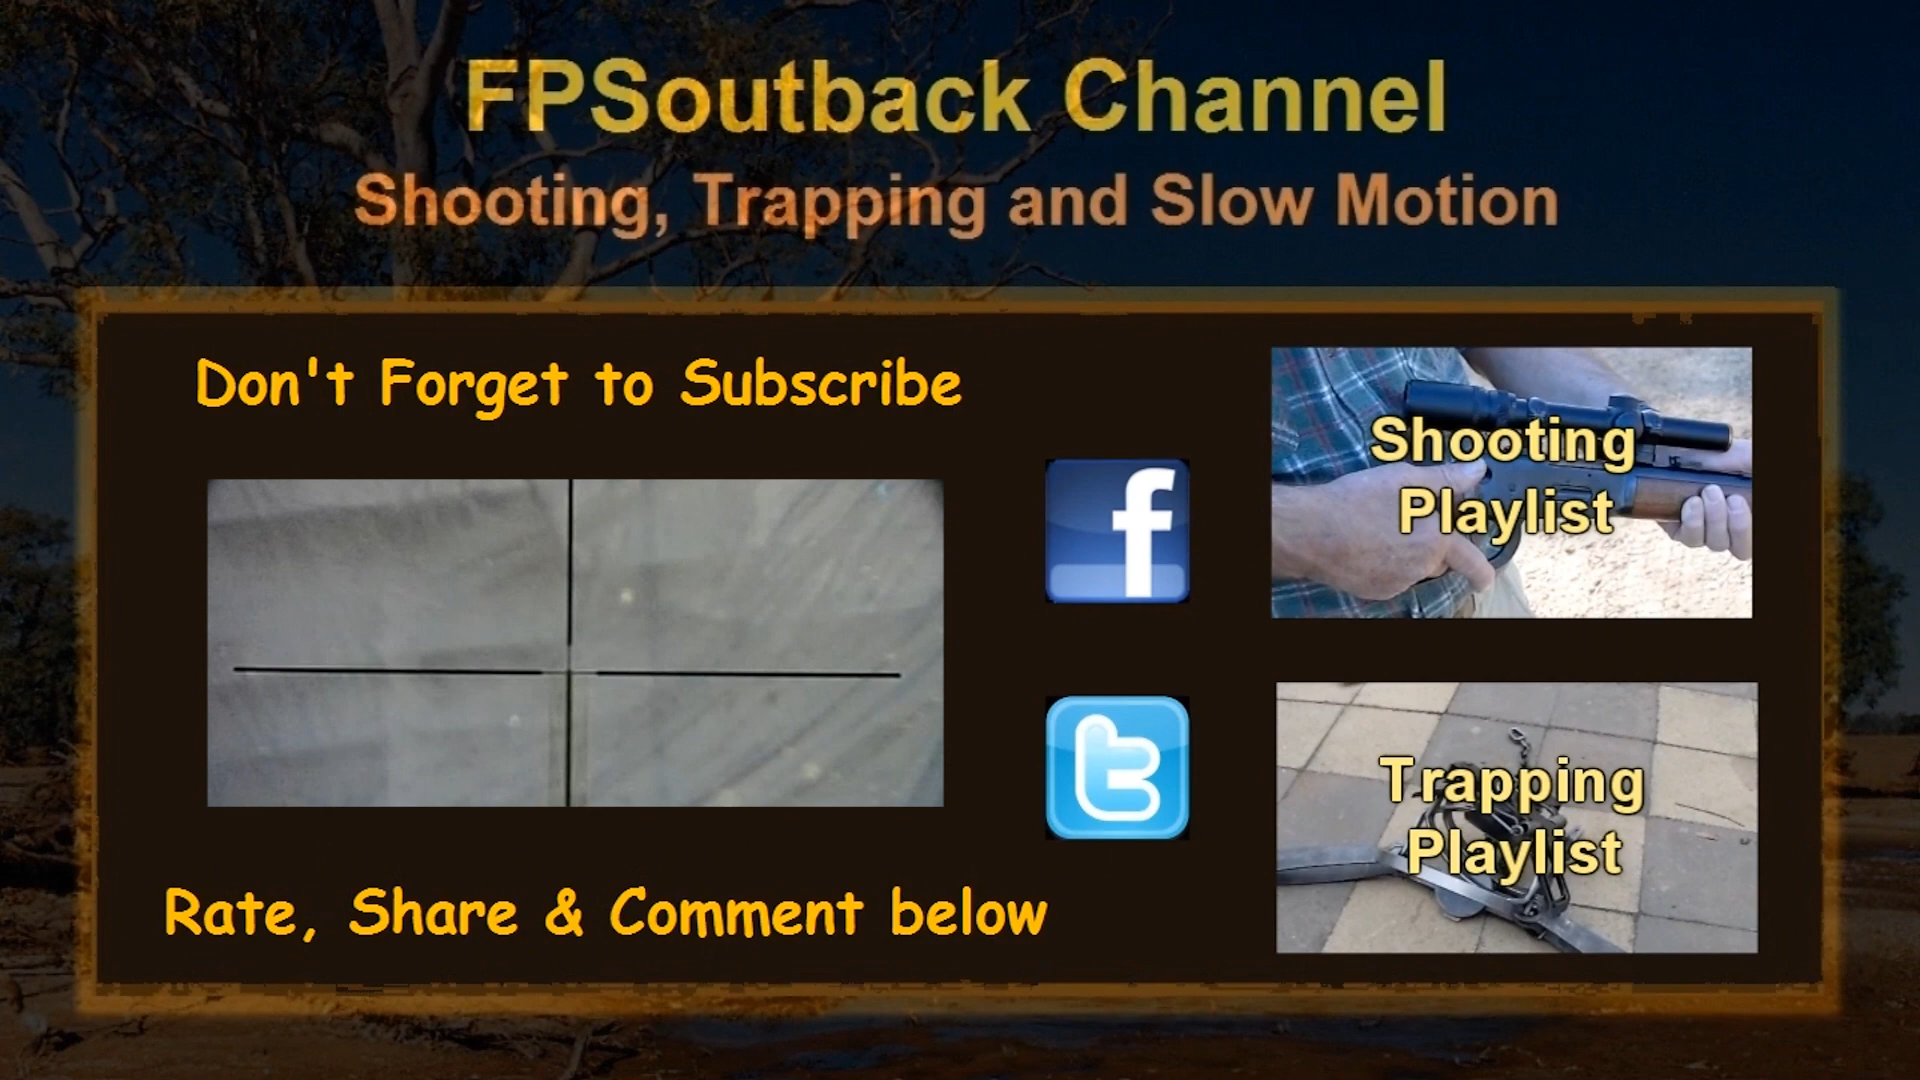 FPSoutback Channel
Shooting, Trapping and Slow Motion
Don't Forget to Subscribe
Shooting
Playlist
Trapping
Playlist
Rate, Share & Comment below